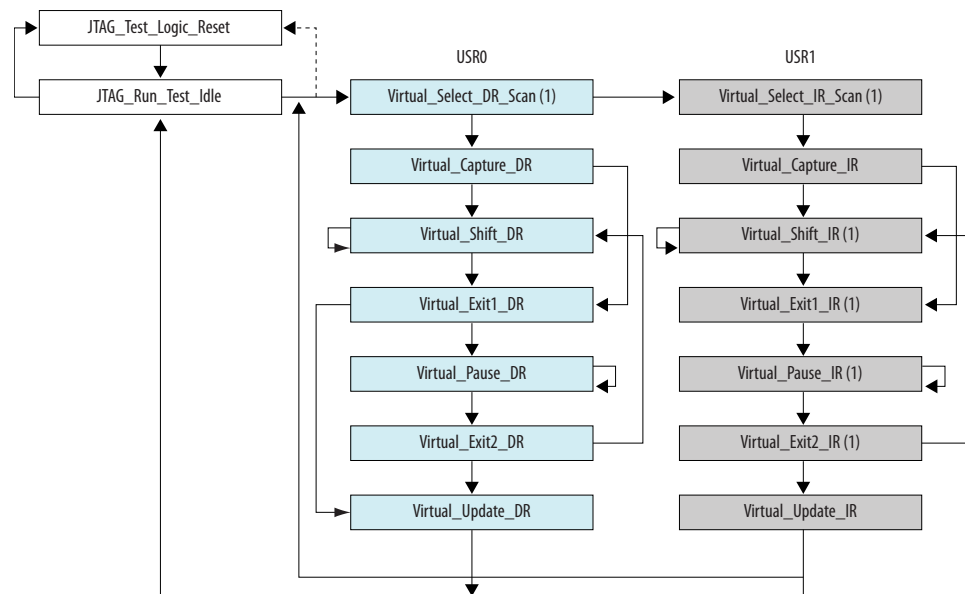 JTAG_Test_Logic_Reset
JTAG_Run_Test_Idle
USR0
Virtual_Select_DR_Scan (1)
Virtual_Capture_DR
Virtual_Shift_DR
Virtual_Exit1_DR
Virtual_Pause_DR
Virtual_Exit2_DR
Virtual_Update_DR
USR1
Virtual_Select_IR_Scan (1)
Virtual_Capture_IR
Virtual_Shift_IR (1)
Virtual_Exit1_IR (1)
Virtual_Pause_IR (1)
Virtual_Exit2_IR (1)
Virtual_Update_IR